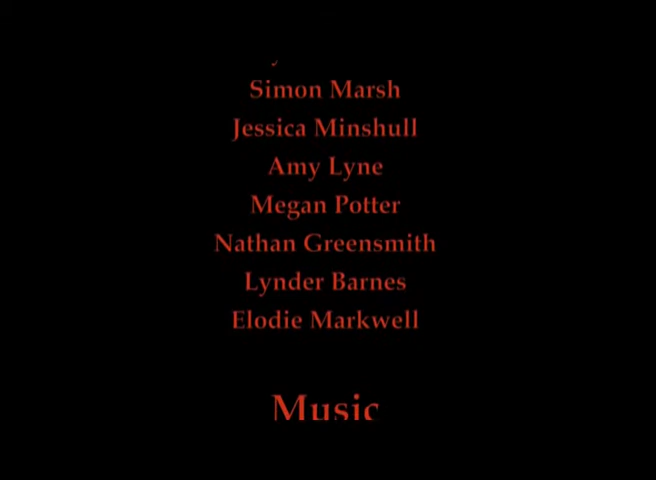 Simon Marsh
Jessica Minshull
Amy Lyne
Megan Potter
Nathan Greensmith
Lynder Barnes
Elodie Markwell
Music